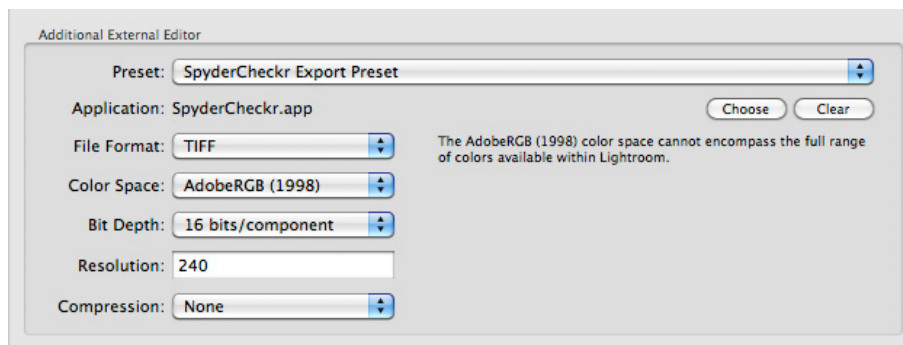 Additional External Editor
Preset: SpyderCheckr Export Preset
Application: SpyderCheckr.app Choose Clear
File Format: TIFF
The AdobeRGB (1998) color space cannot encompass the full range
of colors available within Lightroom.
Color Space: AdobeRGB (1998)
Bit Depth: 16 bits/component
Resolution: 240
Compression: None